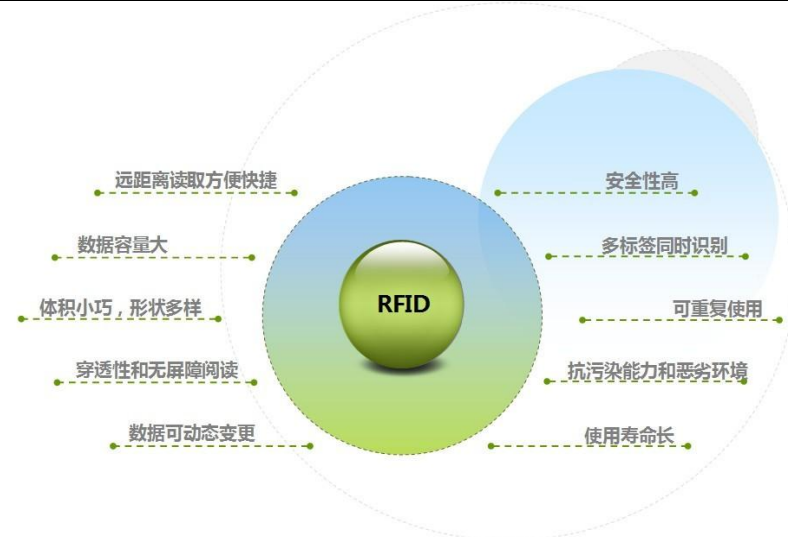 远距离读取方便快捷
数据容量大
体积小巧，形状多样
穿透性和无屏障阅读
数据可动态变更
RFID
安全性高
多标签同时识别
可重复使用
抗污染能力和恶劣环境
使用寿命长